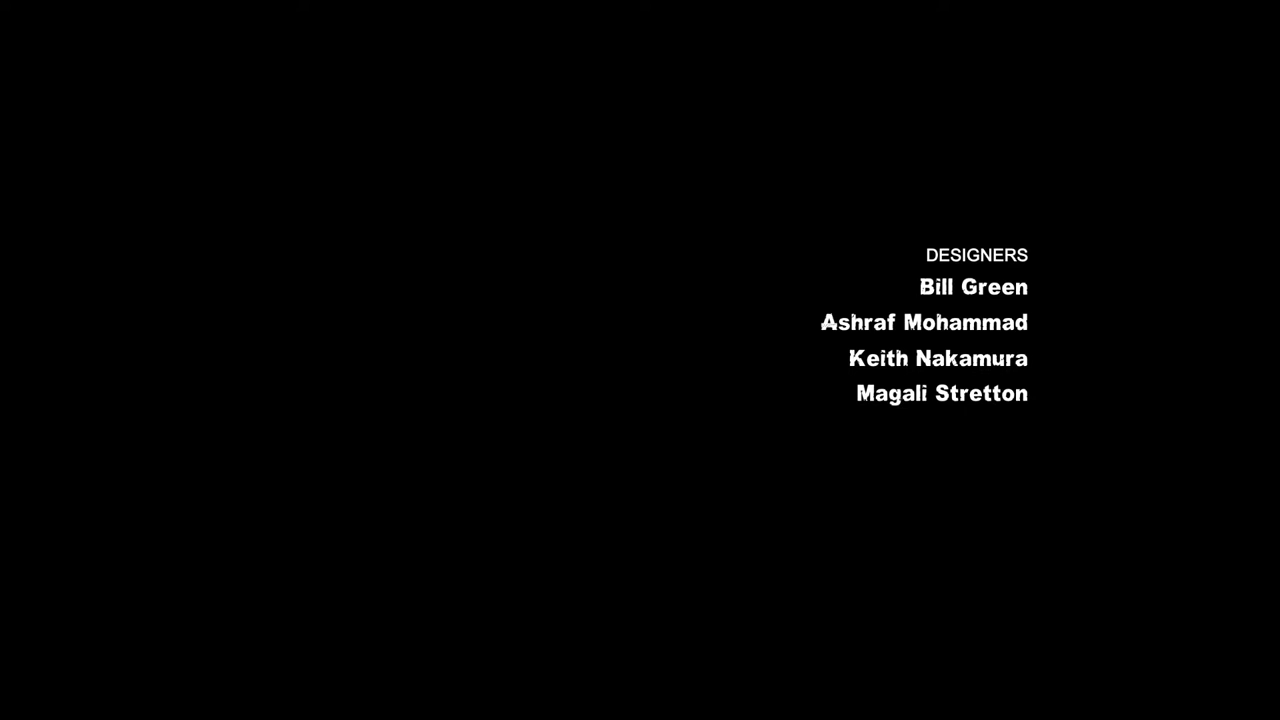 DESIGNERS
Bill Green
Ashraf Mohammad
Keith Nakamura
Magali Stretton